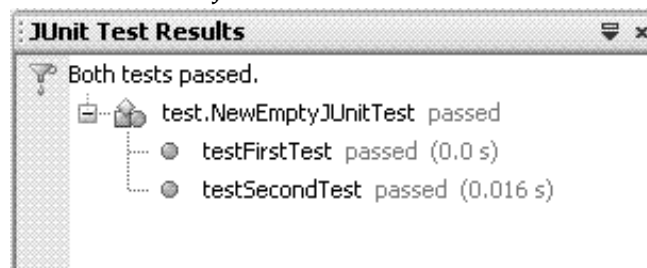 JUnit Test Results
Both tests passed.
test.NewEmptyJUnitTest passed
testFirstTest passed (0.0 s)
testSecondTest passed (0.016 s)